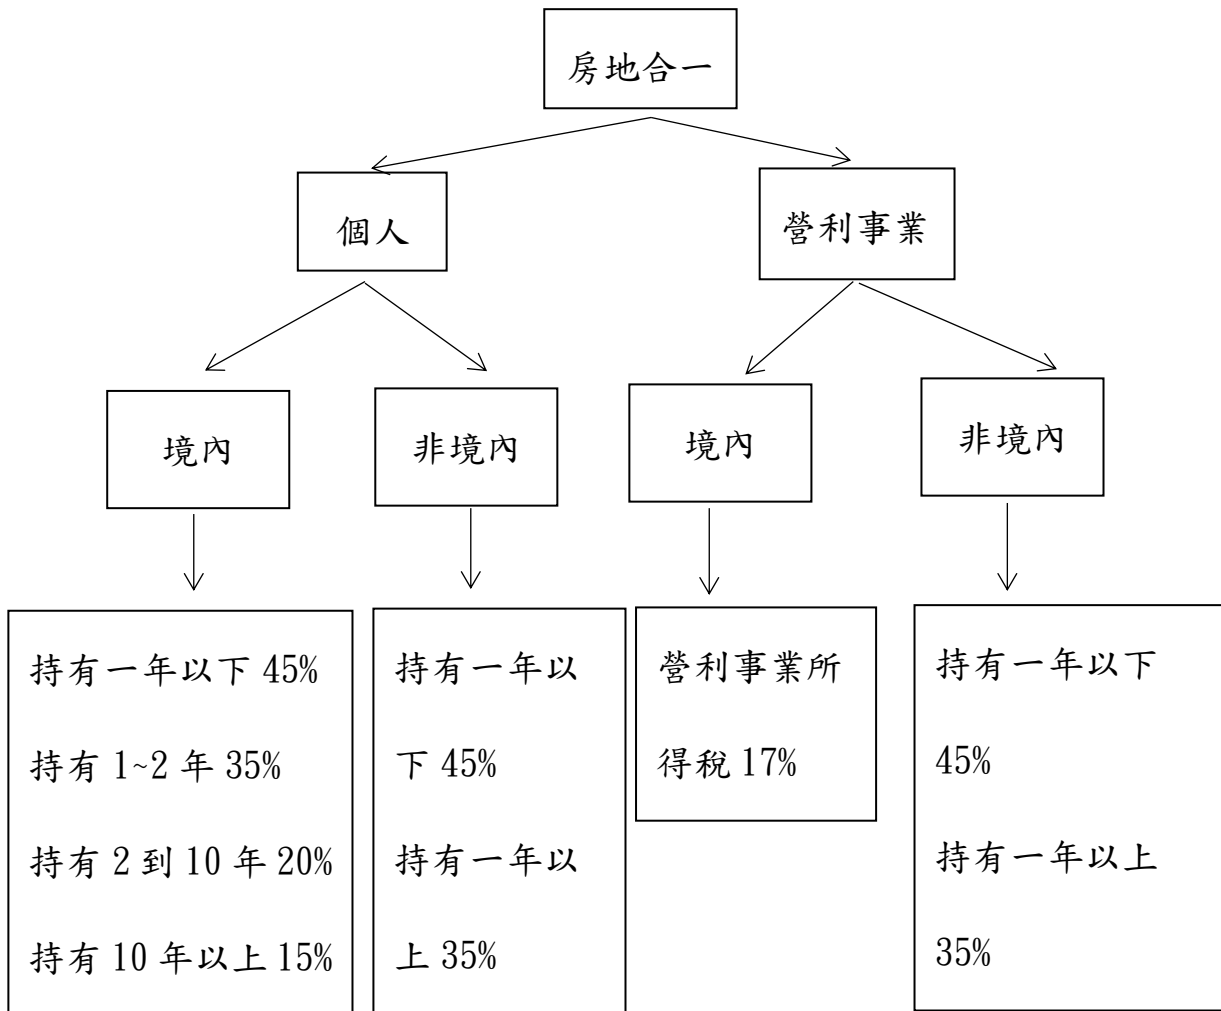 房地合一
個人
營利事業
境內
非境內
境內
非境內
持有一年以下 45%
持有 1~2 年 35%
持有 2 到 10 年 20%
持有 10 年以上 15%
持有一年以
下 45%
持有一年以
上 35%
營利事業所
得稅 17%
持有一年以下
45%
持有一年以上
35%